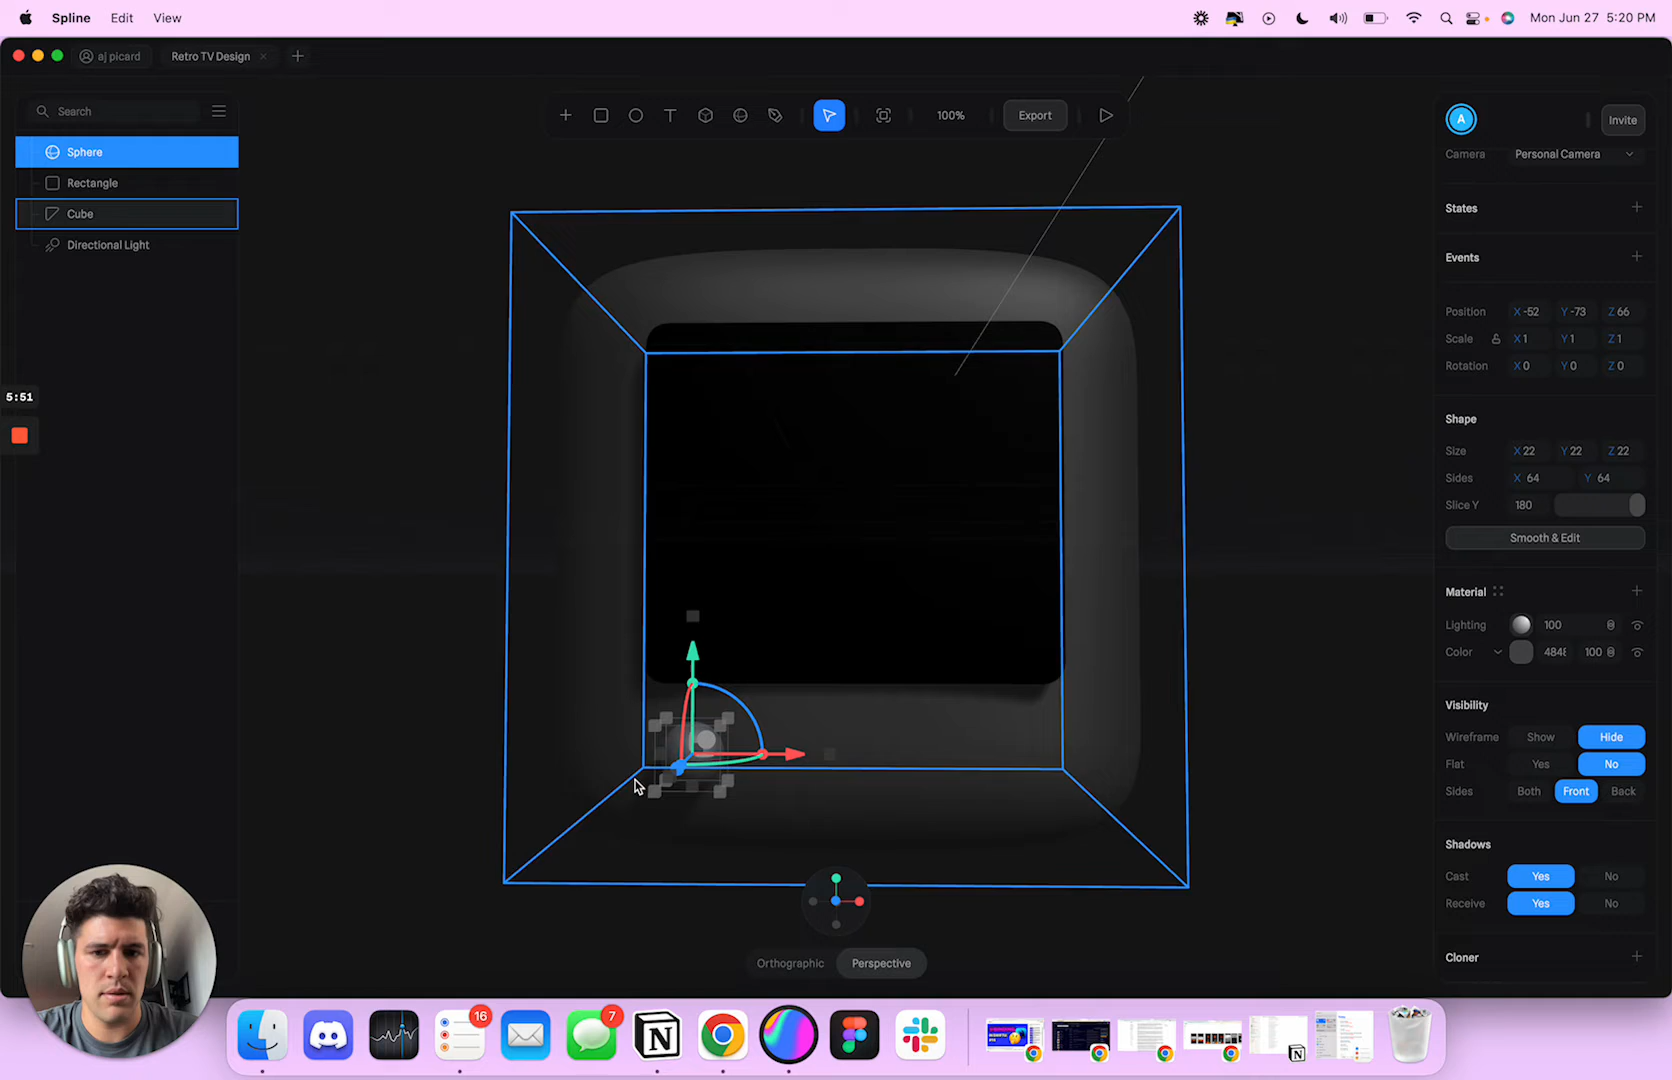 Spline Edit View
Mon Jun 27 5:20 PM
aj picard
Retro TV Design
Search
100%
Export
A
Invite
Sphere
Rectangle
Cube
Directional Light
5:51
Camera Personal Camera
States
Events
Position X -52 Y -73 Z 66
Scale X 1 Y 1 Z 1
Rotation X 0 Y 0 Z 0
Shape
Size X 22 Y 22 Z 22
Sides X 64 Y 64
Slice Y 180
Smooth & Edit
Material
Lighting 100
Color 484 100
Visibility
Wireframe Show Hide
Flat Yes No
Sides Both Front Back
Shadows
Cast Yes No
Receive Yes No
Cloner
Orthographic Perspective
16
7